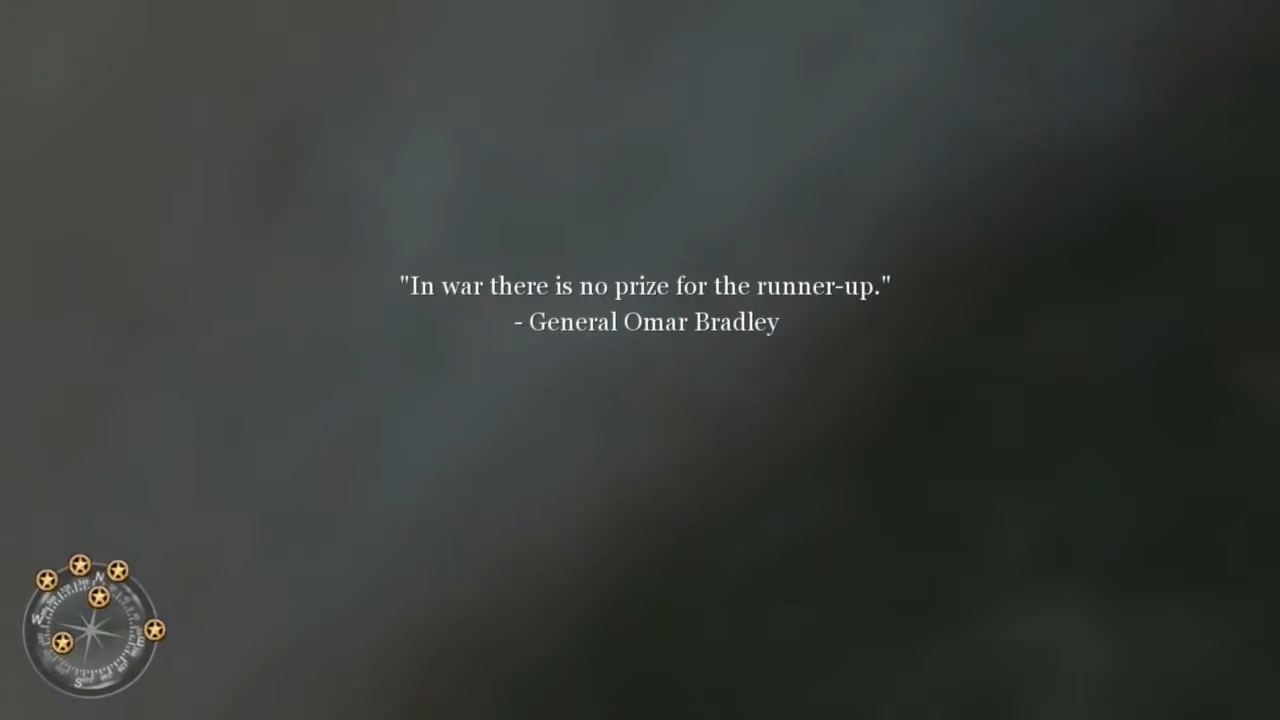 "In war there is no prize for the runner-up."
- General Omar Bradley
N
W
E
S